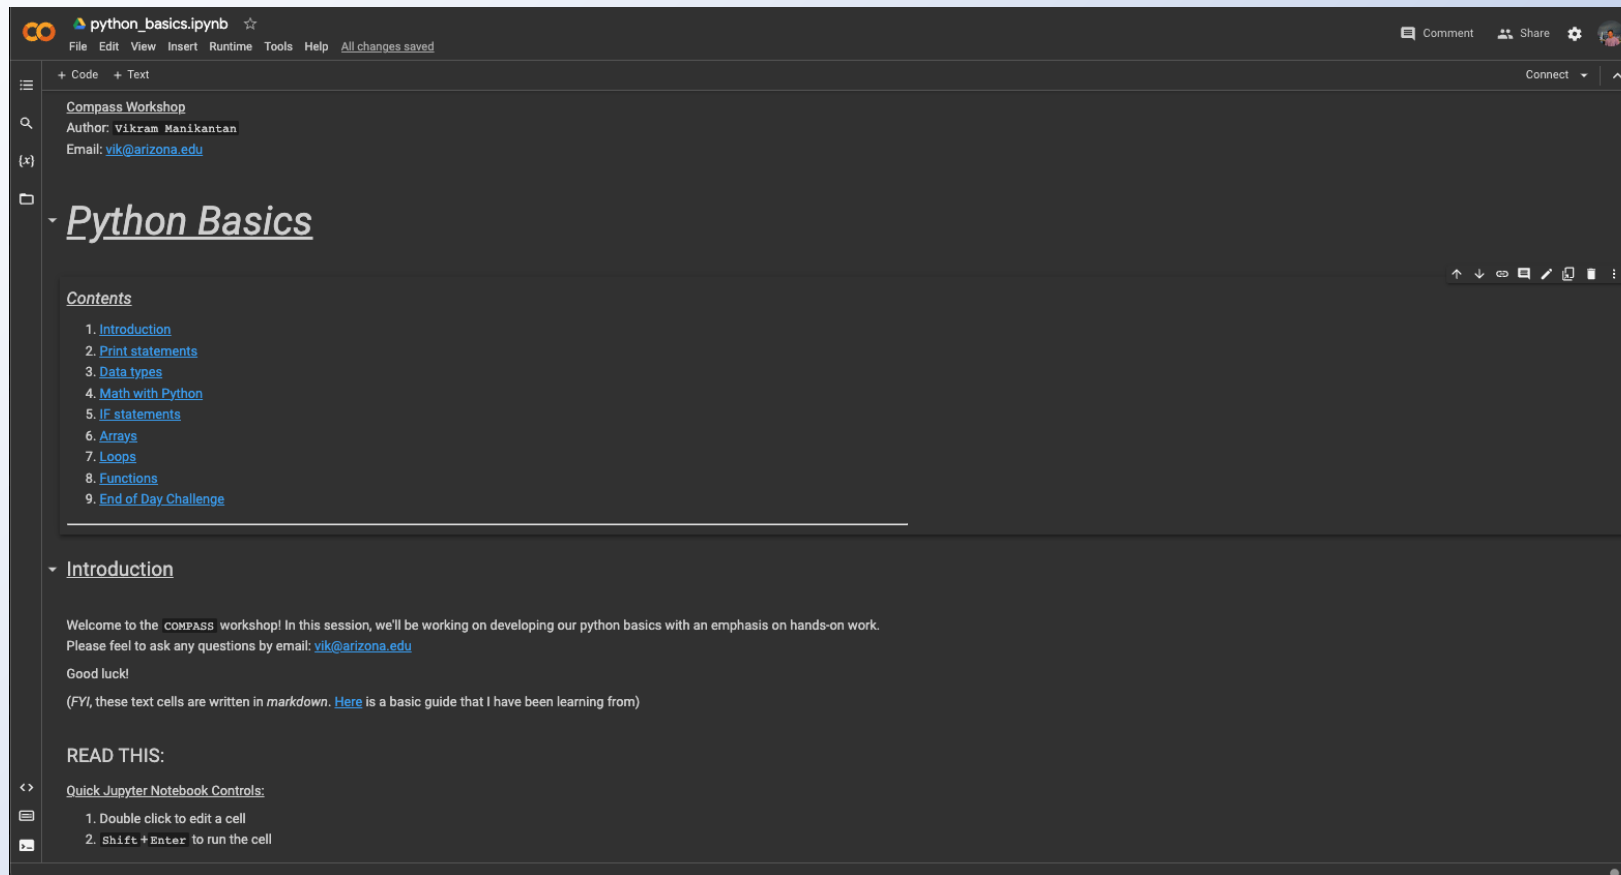 python_basics.ipynb
File Edit View Insert Runtime Tools Help All changes saved
Comment Share
+ Code + Text
Connect
{x}
Compass Workshop
Author: Vikram Manikantan
Email: vik@arizona.edu
Python Basics
Contents
1. Introduction
2. Print statements
3. Data types
4. Math with Python
5. IF statements
6. Arrays
7. Loops
8. Functions
9. End of Day Challenge
Introduction
Welcome to the COMPASS workshop! In this session, we'll be working on developing our python basics with an emphasis on hands-on work.
Please feel to ask any questions by email: vik@arizona.edu
Good luck!
(FYI, these text cells are written in markdown. Here is a basic guide that I have been learning from)
READ THIS:
Quick Jupyter Notebook Controls:
1. Double click to edit a cell
2. Shift+Enter to run the cell